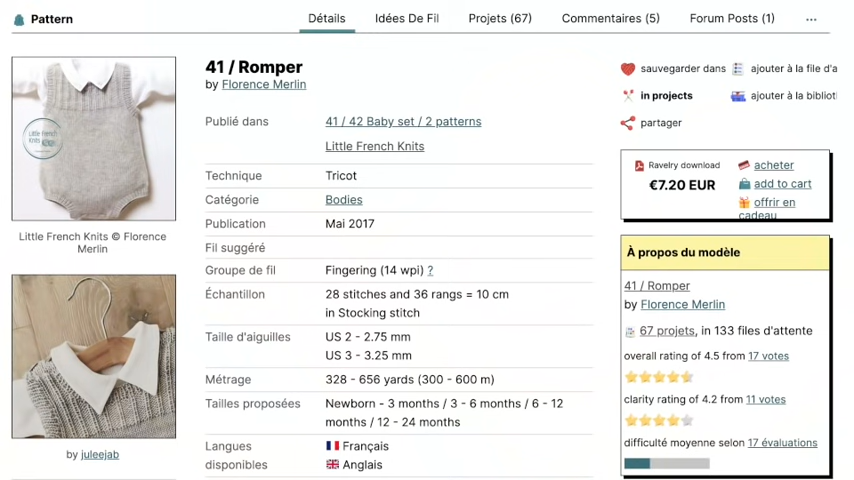 Pattern
Détails
Idées De Fil
Projets (67)
Commentaires (5)
Forum Posts (1)
41 / Romper
by Florence Merlin
Little French Knits
Little French Knits © Florence
Merlin
by juleejab
Publié dans
41 / 42 Baby set / 2 patterns
Little French Knits
Technique
Tricot
Catégorie
Bodies
Publication
Mai 2017
Fil suggéré
Groupe de fil
Fingering (14 wpi) ?
Échantillon
28 stitches and 36 rangs = 10 cm
in Stocking stitch
Taille d'aiguilles
US 2 - 2.75 mm
US 3 - 3.25 mm
Métrage
328 - 656 yards (300 - 600 m)
Tailles proposées
Newborn - 3 months / 3 - 6 months / 6 - 12
months / 12 - 24 months
Langues
disponibles
Français
Anglais
sauvegarder dans
ajouter à la file d'a
in projects
ajouter à la bibliot
partager
Ravelry download
€7.20 EUR
acheter
add to cart
offrir en
cadeau
À propos du modèle
41 / Romper
by Florence Merlin
67 projets, in 133 files d'attente
overall rating of 4.5 from 17 votes
clarity rating of 4.2 from 11 votes
difficulté moyenne selon 17 évaluations